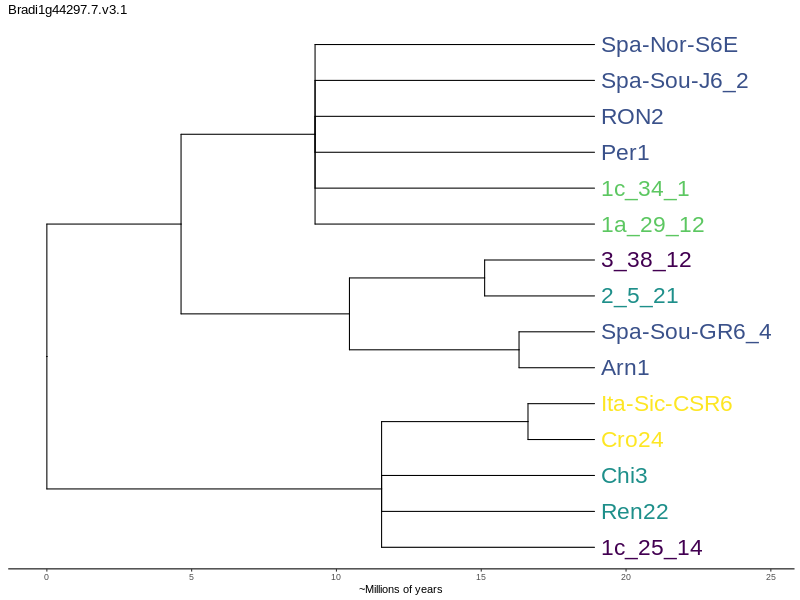 Bradi1g44297.7.v3.1
Spa-Nor-S6E
Spa-Sou-J6_2
RON2
Per1
1c_34_1
1a_29_12
3_38_12
2_5_21
Spa-Sou-GR6_4
Arn1
Ita-Sic-CSR6
Cro24
Chi3
Ren22
1c_25_14
0 5 10 15 20 25
~Millions of years